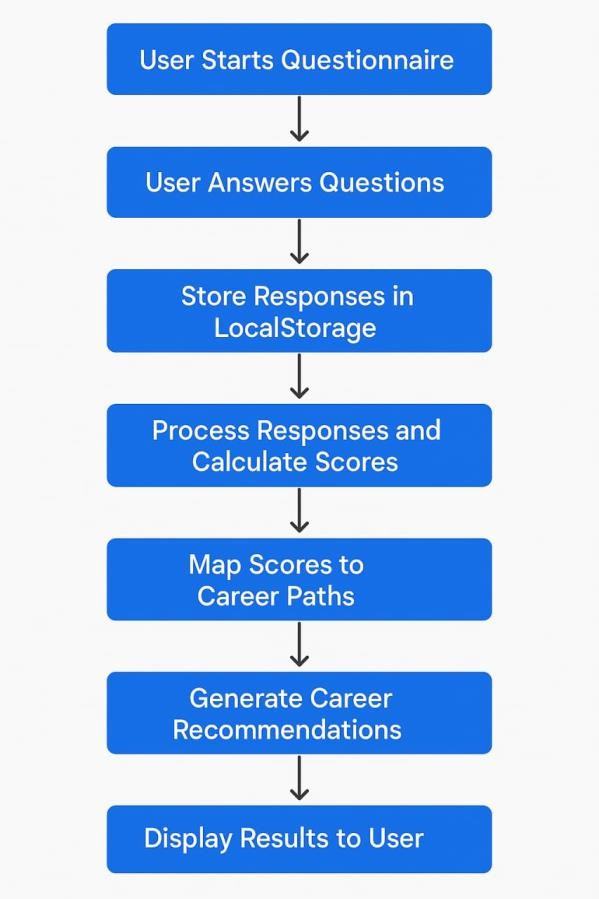 User Starts Questionnaire
User Answers Questions
Store Responses in
LocalStorage
Process Responses and
Calculate Scores
Map Scores to
Career Paths
Generate Career
Recommendations
Display Results to User